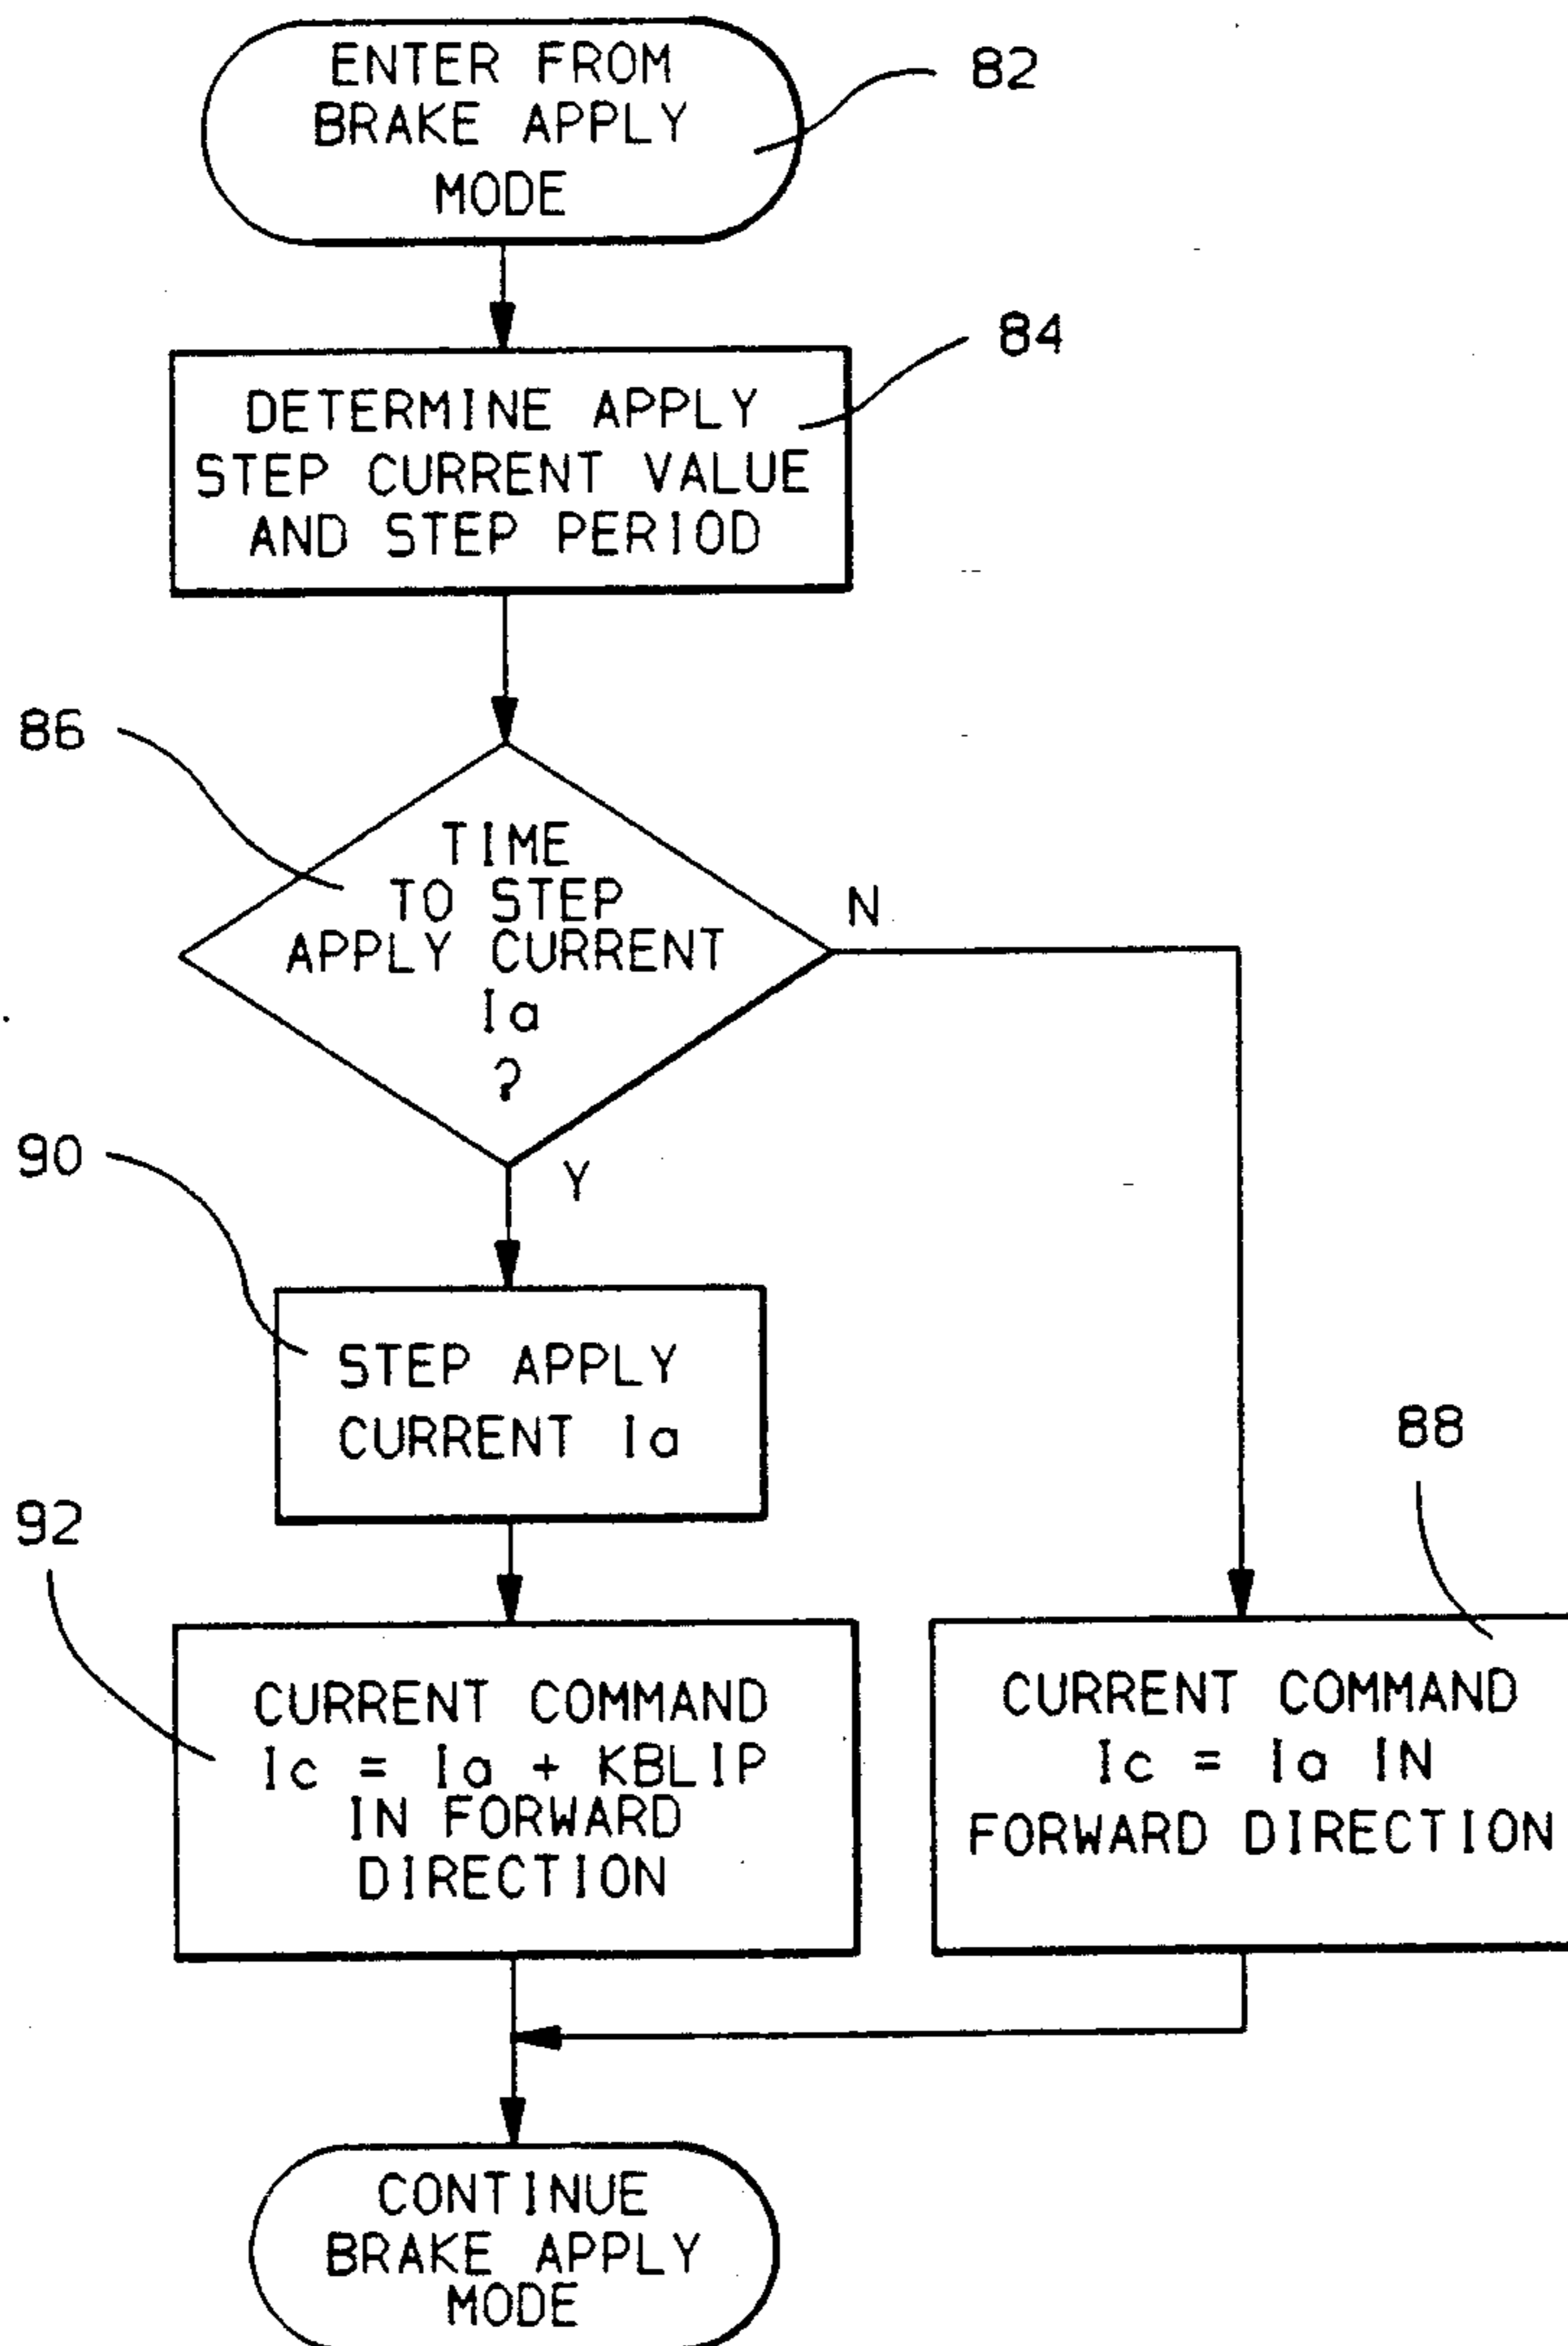 ENTER FROM
BRAKE APPLY
MODE
82
DETERMINE APPLY
STEP CURRENT VALUE
AND STEP PERIOD
84
86
TIME
TO STEP
APPLY CURRENT
Ia
?
N
Y
90
STEP APPLY
CURRENT Ia
92
CURRENT COMMAND
Ic = Ia + KBLIP
IN FORWARD
DIRECTION
88
CURRENT COMMAND
Ic = Ia IN
FORWARD DIRECTION
CONTINUE
BRAKE APPLY
MODE